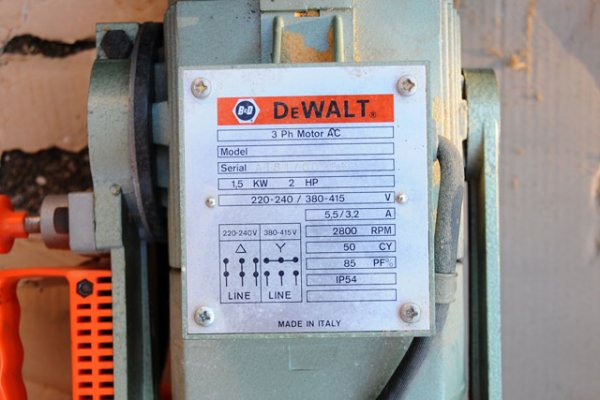 B&D DEWALT®
3 Ph Motor AC
Model
Serial
1,5 KW 2 HP
220-240 / 380-415 V
5,5/3,2 A
2800 RPM
50 CY
85 PF%
IP54
220-240V 380-415V
Δ Y
LINE LINE
MADE IN ITALY